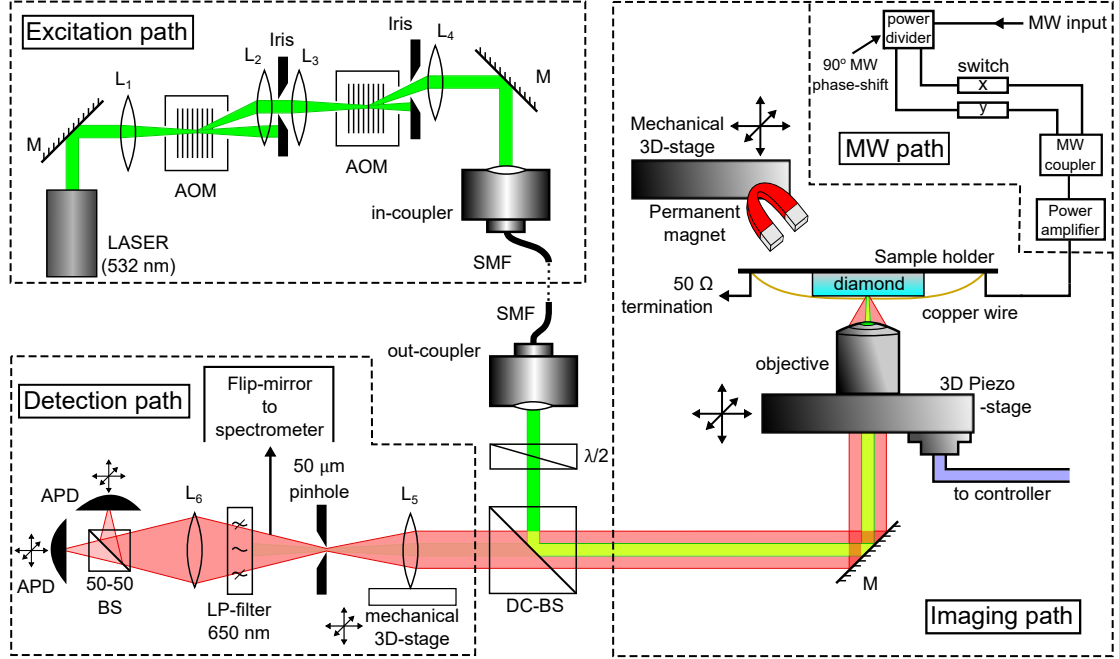 Excitation path
Iris
Iris
L1
L2
L3
L4
M
M
AOM
AOM
in-coupler
LASER
(532 nm)
SMF
SMF
out-coupler
λ/2
DC-BS
Detection path
Flip-mirror
to
spectrometer
50 μm
pinhole
L5
L6
APD
APD
50-50
BS
LP-filter
650 nm
mechanical
3D-stage
MW input
power
divider
90º MW
phase-shift
switch
x
y
MW path
MW
coupler
Power
amplifier
Mechanical
3D-stage
Permanent
magnet
Sample holder
diamond
50 Ω
termination
copper wire
objective
3D Piezo
-stage
to controller
M
Imaging path